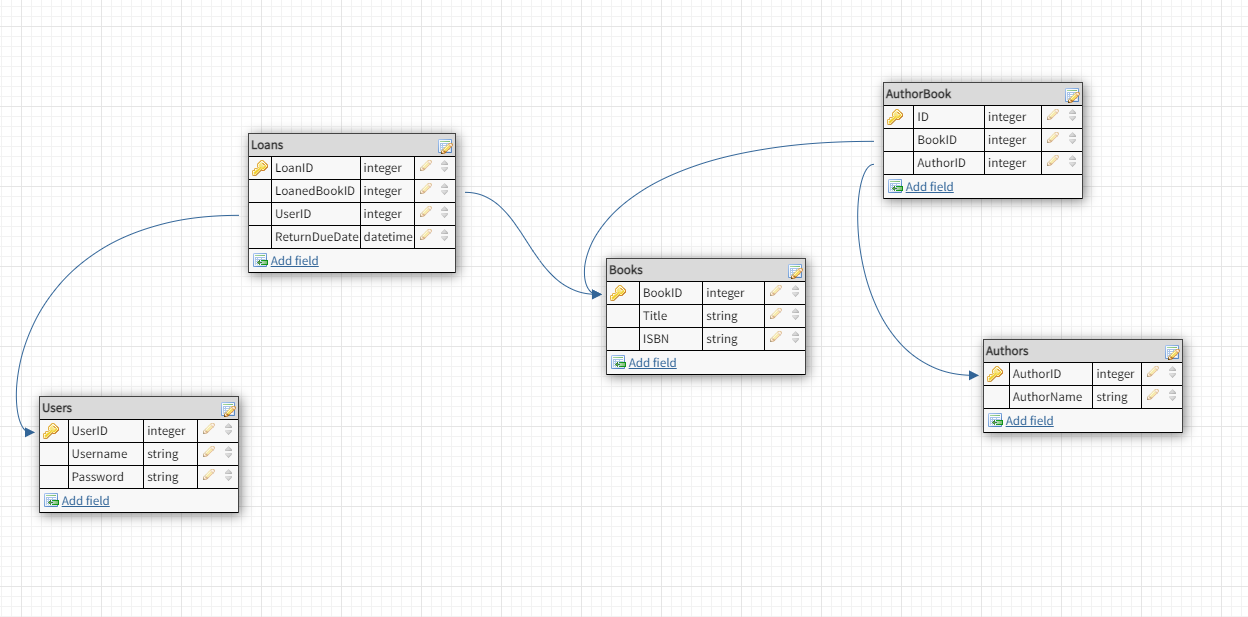 AuthorBook
ID integer
BookID integer
AuthorID integer
Add field
Loans
LoanID integer
LoanedBookID integer
UserID integer
ReturnDueDate datetime
Add field
Books
BookID integer
Title string
ISBN string
Add field
Authors
AuthorID integer
AuthorName string
Add field
Users
UserID integer
Username string
Password string
Add field